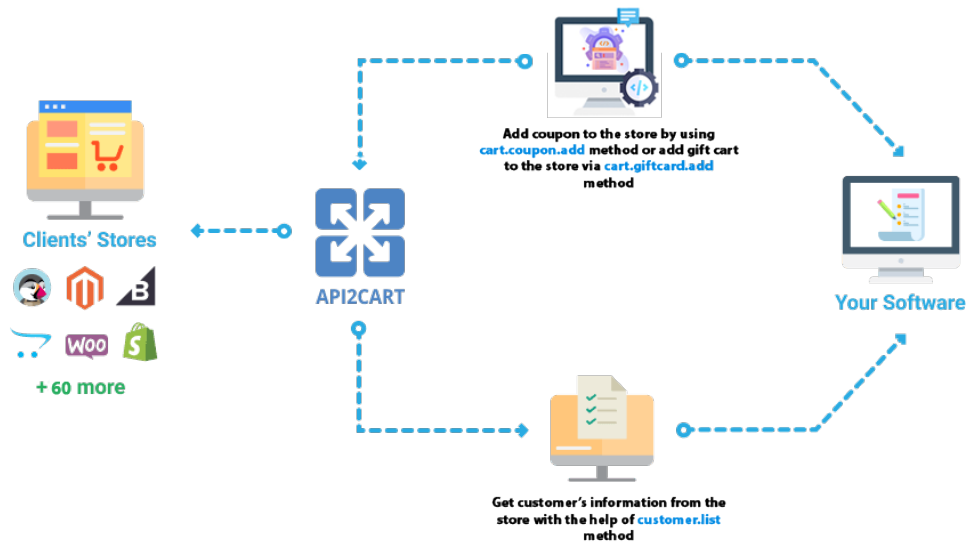 Add coupon to the store by using
cart.coupon.add method or add gift cart
to the store via cart.giftcard.add
method
Clients’ Stores
B
WOO
S
+ 60 more
API2CART
</>
Your Software
Get customer’s information from the
store with the help of customer.list
method